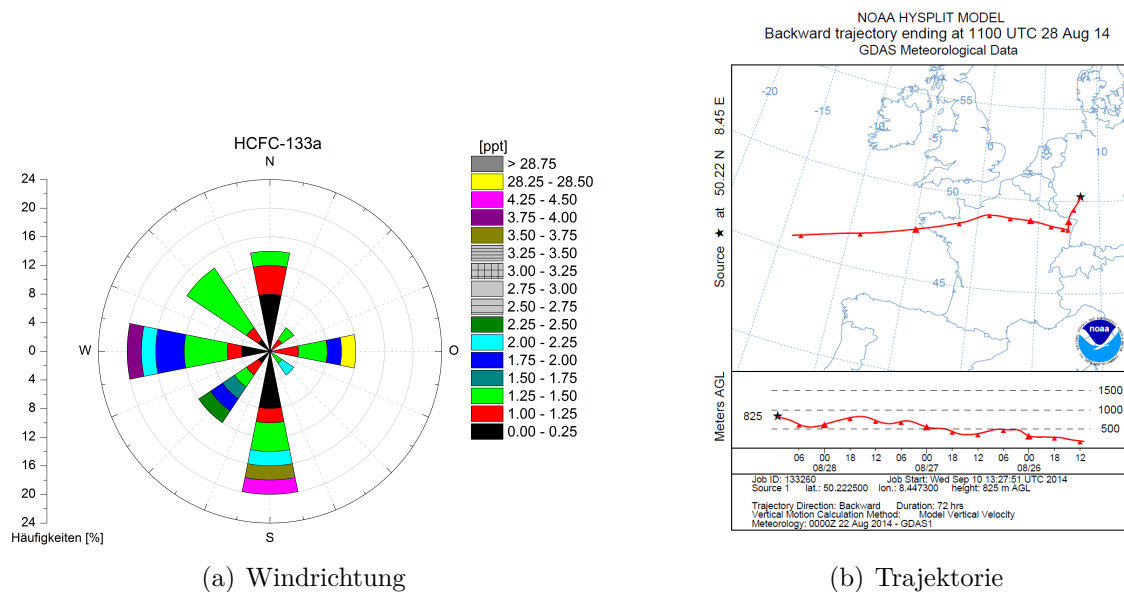 HCFC-133a
N
W
O
S
24
20
16
12
8
4
0
4
8
12
16
20
24
Häufigkeiten [%]
[ppt]
> 28.75
28.25 - 28.50
4.25 - 4.50
3.75 - 4.00
3.50 - 3.75
3.25 - 3.50
3.00 - 3.25
2.75 - 3.00
2.50 - 2.75
2.25 - 2.50
2.00 - 2.25
1.75 - 2.00
1.50 - 1.75
1.25 - 1.50
1.00 - 1.25
0.00 - 0.25
(a) Windrichtung
NOAA HYSPLIT MODEL
Backward trajectory ending at 1100 UTC 28 Aug 14
GDAS Meteorological Data
Source ★ at 50.22 N 8.45 E
-20
-15
-10
-5
0
10
55
50
45
noaa
Meters AGL
825
1500
1000
500
06 00 18 12 06 00 18 12 06 00 18 12
08/28 08/27 08/26
Job ID: 133260 Job Start: Wed Sep 10 13:27:51 UTC 2014
Source 1 lat.: 50.222500 lon.: 8.447300 height: 825 m AGL
Trajectory Direction: Backward Duration: 72 hrs
Vertical Motion Calculation Method: Model Vertical Velocity
Meteorology: 0000Z 22 Aug 2014 - GDAS1
(b) Trajektorie